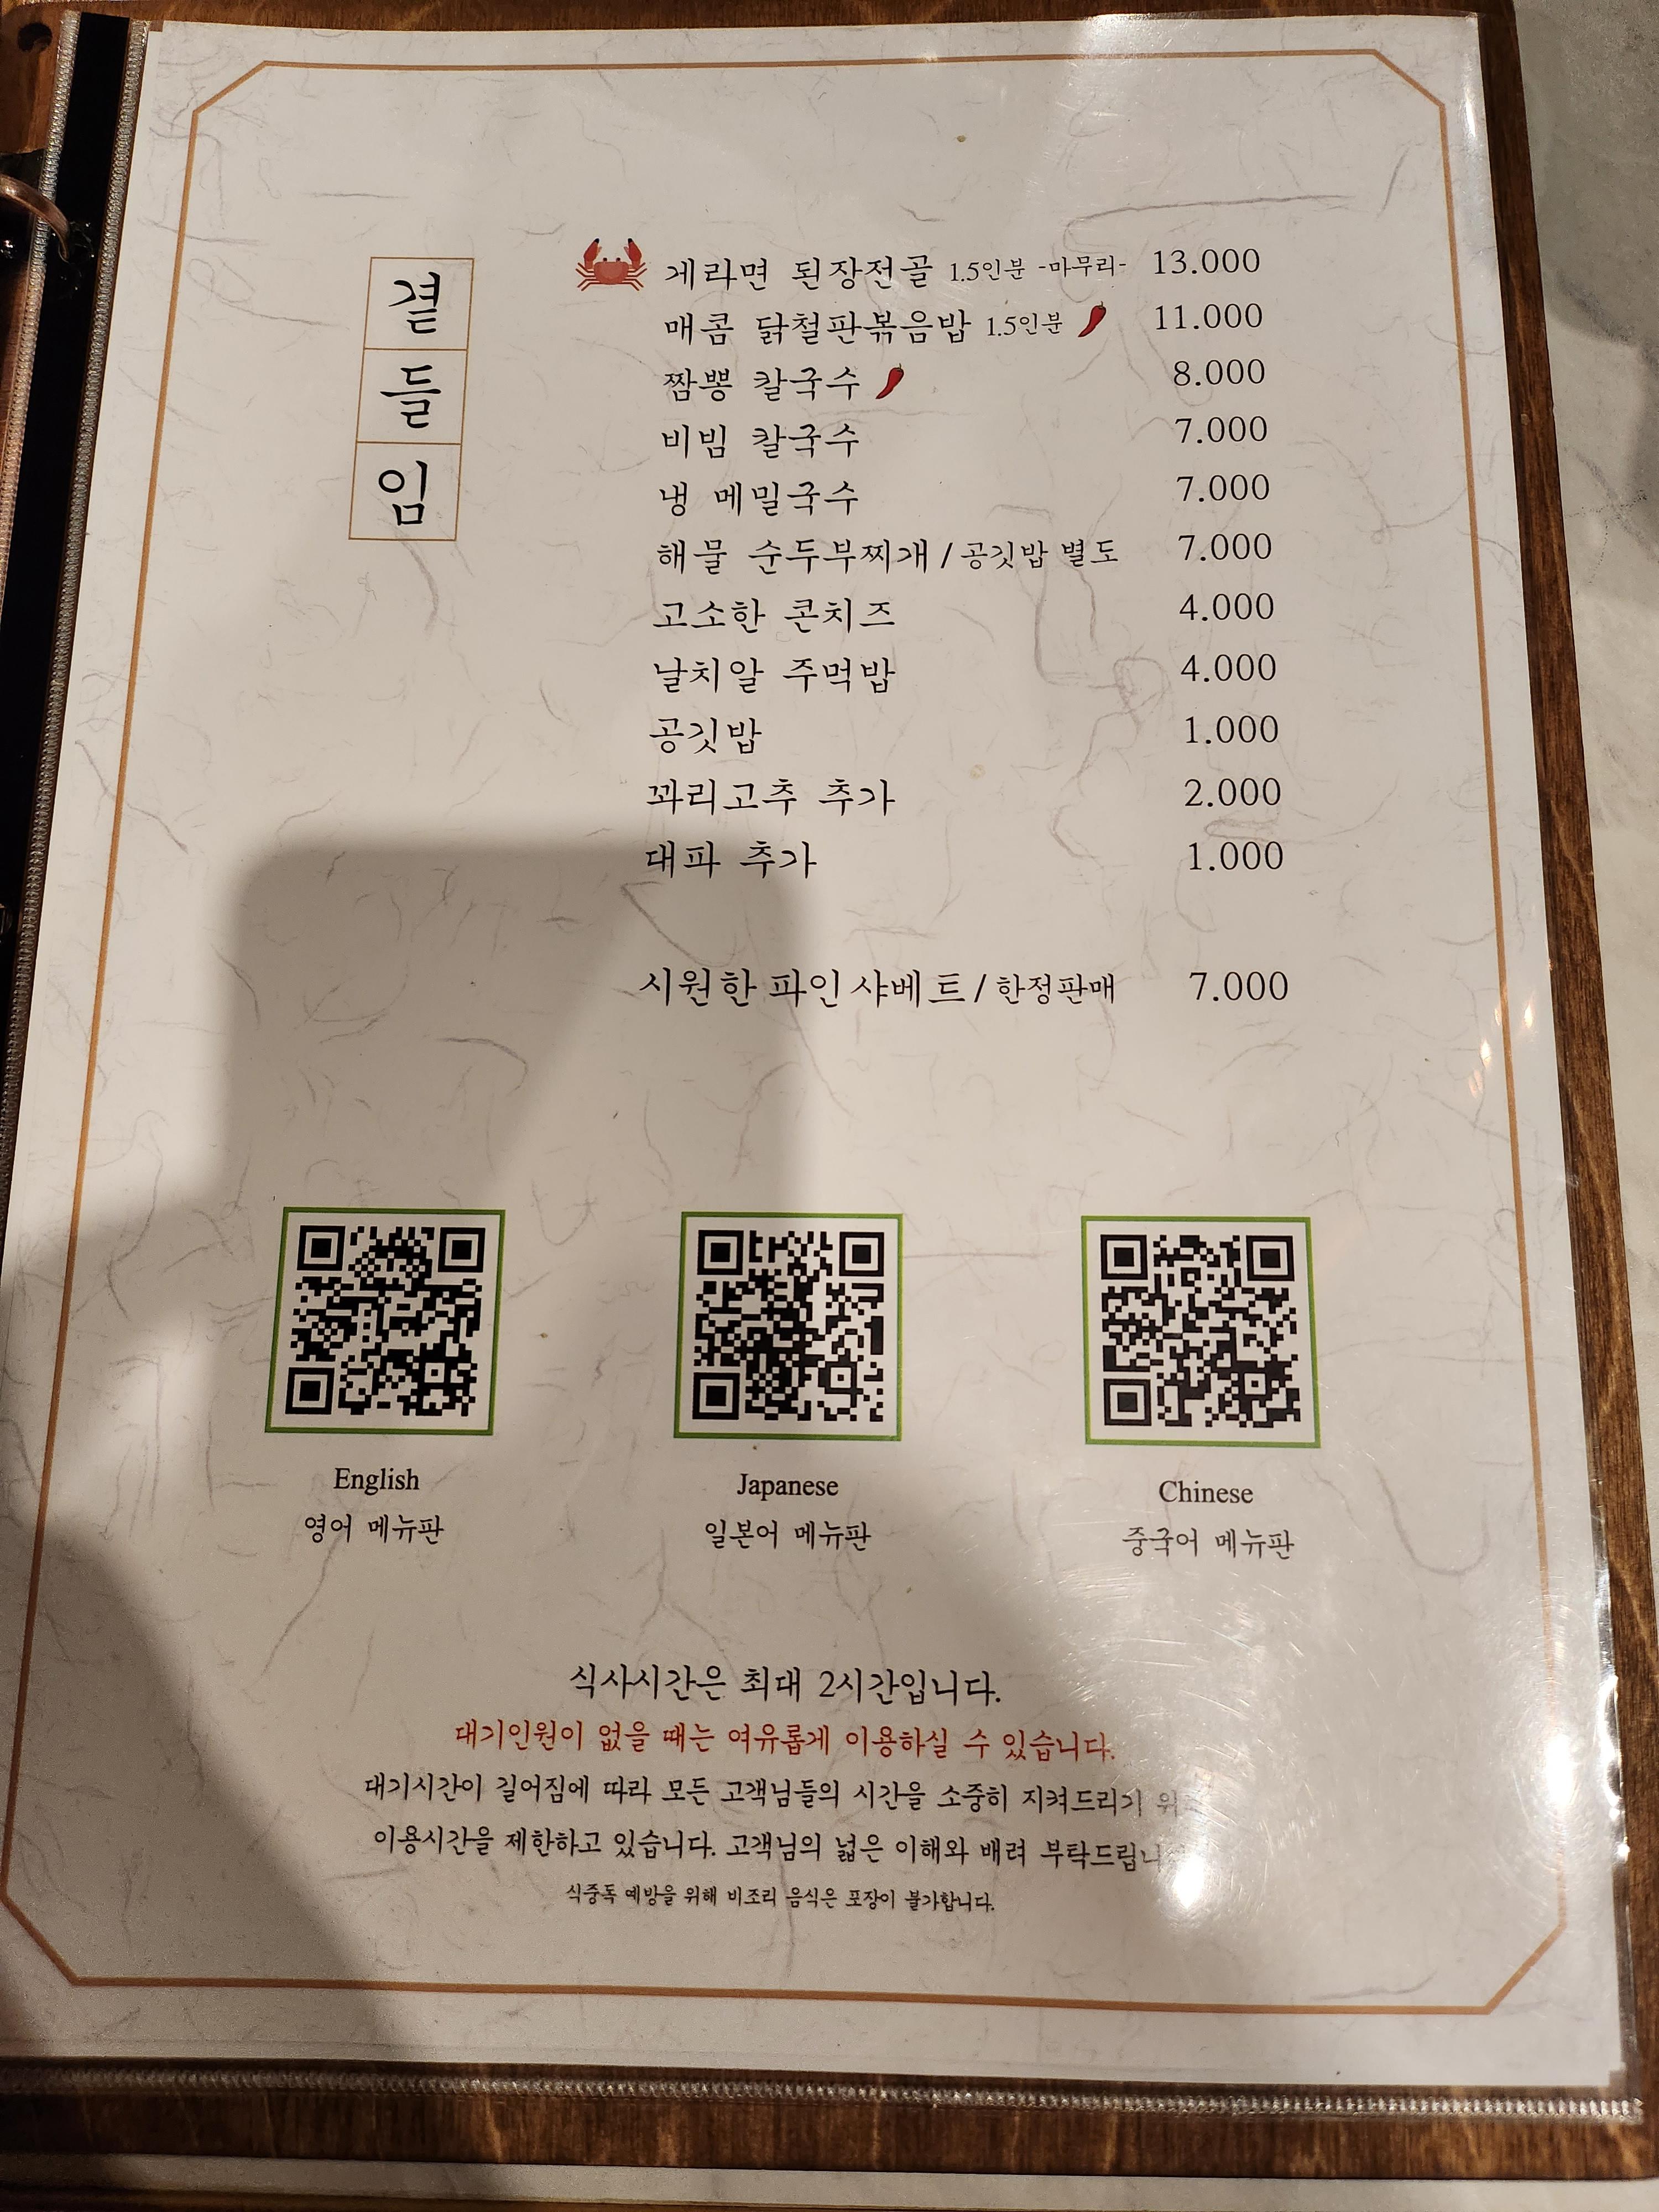 곁들임
게라면 된장전골 1.5인분 -마무리- 13.000
매콤 닭철판볶음밥 1.5인분 11.000
짬뽕 칼국수 8.000
비빔 칼국수 7.000
냉 메밀국수 7.000
해물 순두부찌개 / 공깃밥 별도 7.000
고소한 콘치즈 4.000
날치알 주먹밥 4.000
공깃밥 1.000
꽈리고추 추가 2.000
대파 추가 1.000
시원한 파인 샤베트 / 한정판매 7.000
English
영어 메뉴판
Japanese
일본어 메뉴판
Chinese
중국어 메뉴판
식사시간은 최대 2시간입니다.
대기인원이 없을 때는 여유롭게 이용하실 수 있습니다.
대기시간이 길어짐에 따라 모든 고객님들의 시간을 소중히 지켜드리기
이용시간을 제한하고 있습니다. 고객님의 넓은 이해와 배려
식중독 예방을 위해 비조리 음식은 포장이 불가합니다.